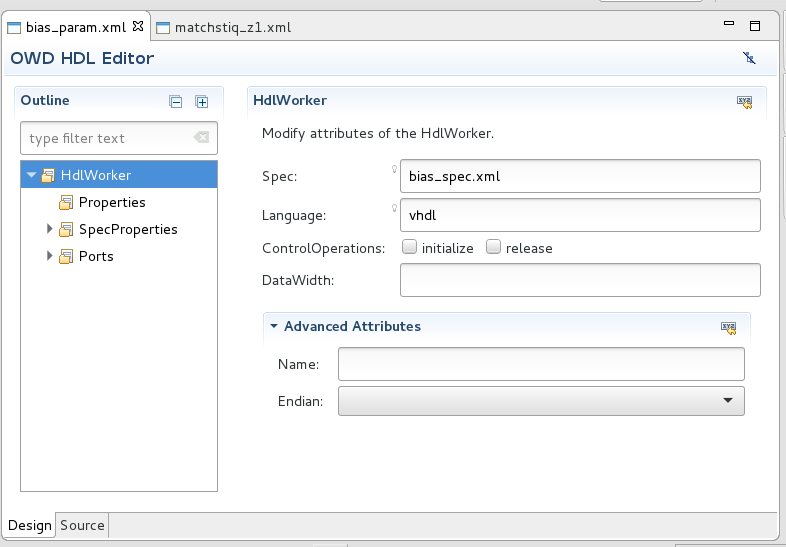 bias_param.xml matchstiq_z1.xml
OWD HDL Editor
Outline
type filter text
HdlWorker
Properties
SpecProperties
Ports
HdlWorker
Modify attributes of the HdlWorker.
Spec: bias_spec.xml
Language: vhdl
ControlOperations: initialize release
DataWidth:
Advanced Attributes
Name:
Endian:
Design Source